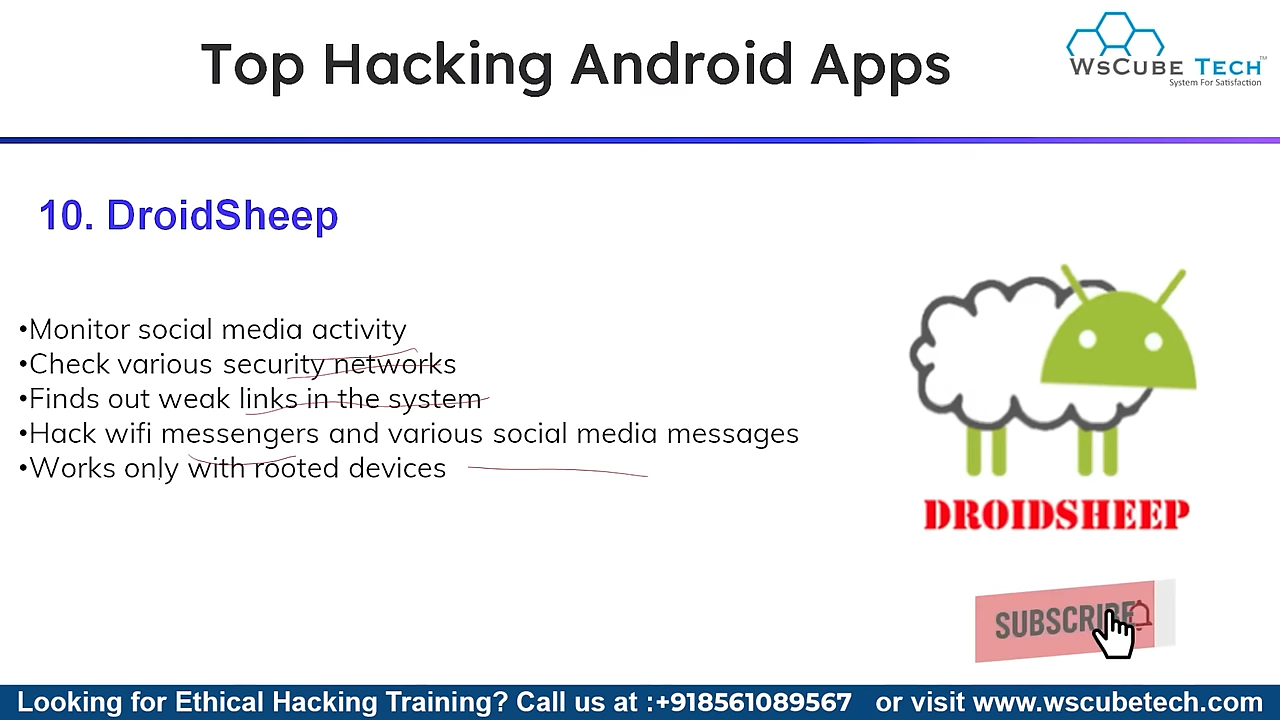 Top Hacking Android Apps
WSCUBE TECH™
System For Satisfaction
10. DroidSheep
•Monitor social media activity
•Check various security networks
•Finds out weak links in the system
•Hack wifi messengers and various social media messages
•Works only with rooted devices
DROIDSHEEP
SUBSCRIBE
Looking for Ethical Hacking Training? Call us at :+918561089567 or visit www.wscubetech.com